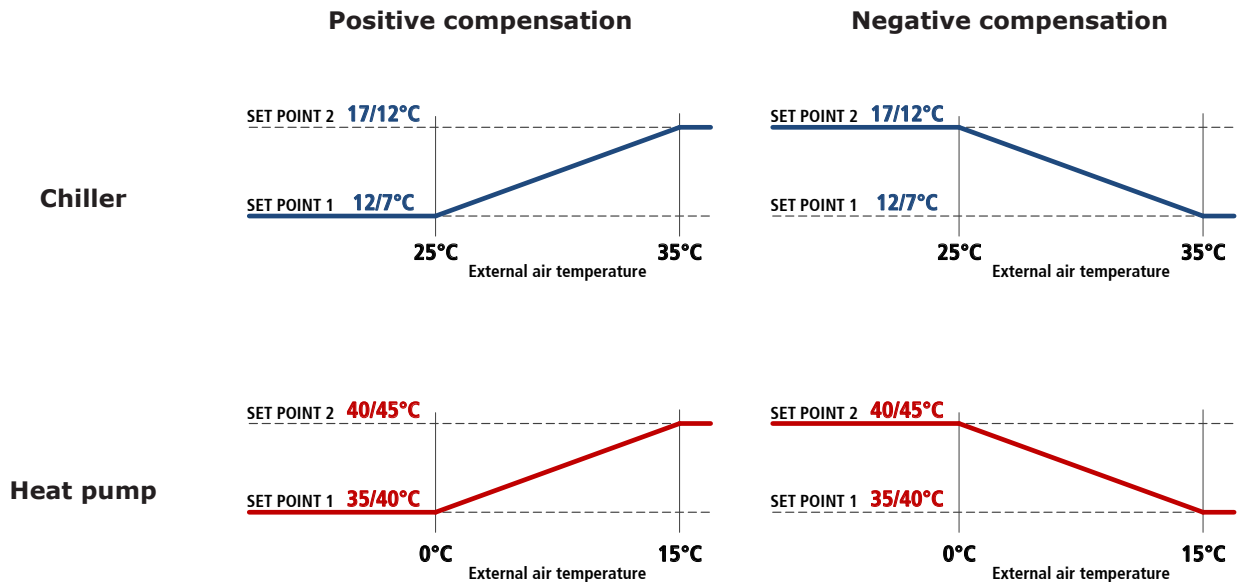 Positive compensation
Negative compensation
Chiller
SET POINT 2 17/12°C
SET POINT 1 12/7°C
25°C 35°C
External air temperature
SET POINT 2 17/12°C
SET POINT 1 12/7°C
25°C 35°C
External air temperature
Heat pump
SET POINT 2 40/45°C
SET POINT 1 35/40°C
0°C 15°C
External air temperature
SET POINT 2 40/45°C
SET POINT 1 35/40°C
0°C 15°C
External air temperature